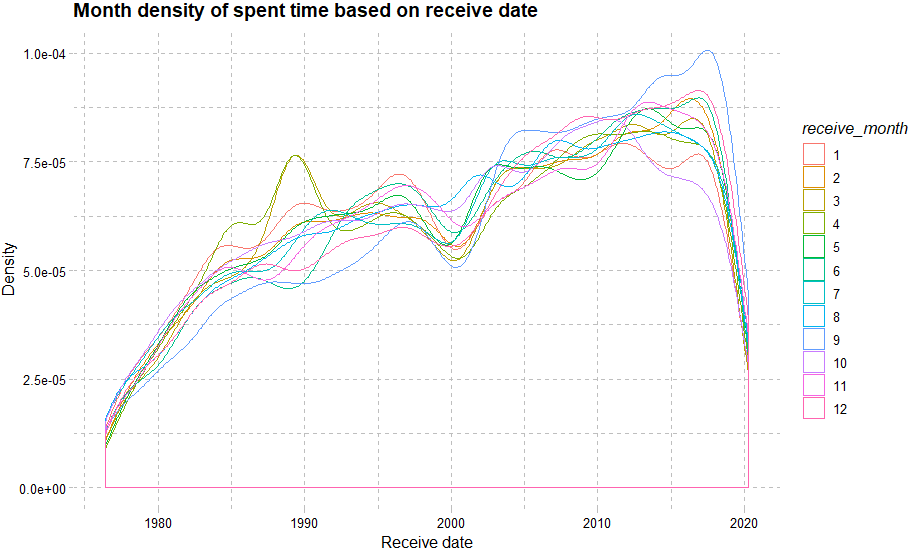 Month density of spent time based on receive date
1.0e-04
7.5e-05
5.0e-05
2.5e-05
0.0e+00
Density
1980 1990 2000 2010 2020
Receive date
receive_month
1
2
3
4
5
6
7
8
9
10
11
12